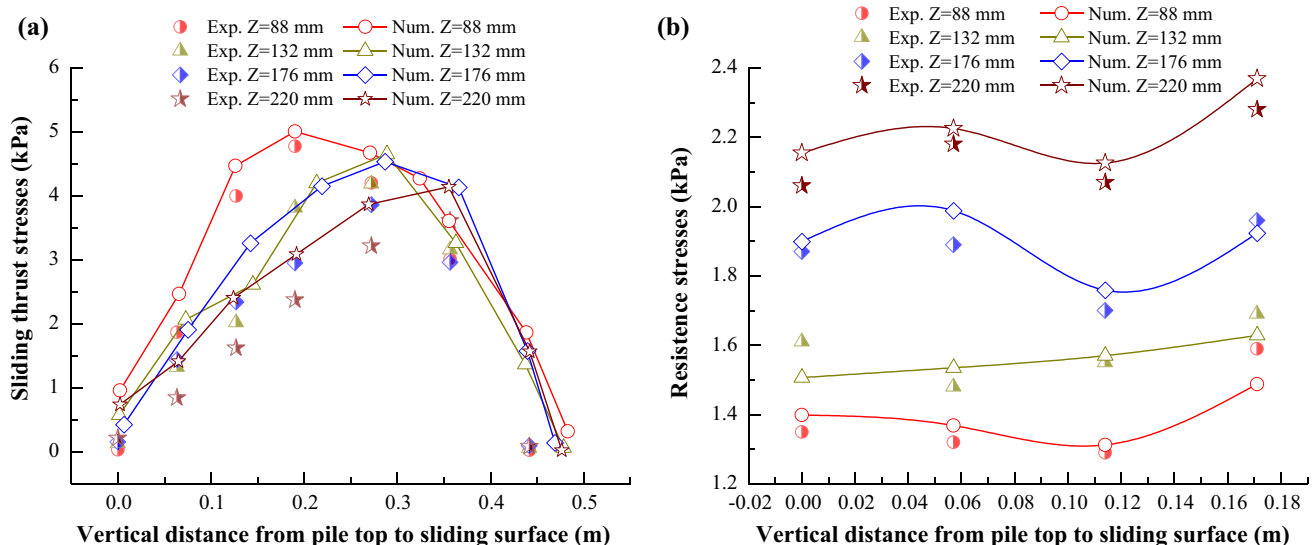 (a)
Exp. Z=88 mm Num. Z=88 mm
Exp. Z=132 mm Num. Z=132 mm
Exp. Z=176 mm Num. Z=176 mm
Exp. Z=220 mm Num. Z=220 mm
Sliding thrust stresses (kPa)
6
5
4
3
2
1
0
0.0 0.1 0.2 0.3 0.4 0.5
Vertical distance from pile top to sliding surface (m)
(b)
Exp. Z=88 mm Num. Z=88 mm
Exp. Z=132 mm Num. Z=132 mm
Exp. Z=176 mm Num. Z=176 mm
Exp. Z=220 mm Num. Z=220 mm
Resistence stresses (kPa)
2.4
2.2
2.0
1.8
1.6
1.4
1.2
-0.02 0.00 0.02 0.04 0.06 0.08 0.10 0.12 0.14 0.16 0.18
Vertical distance from pile top to sliding surface (m)